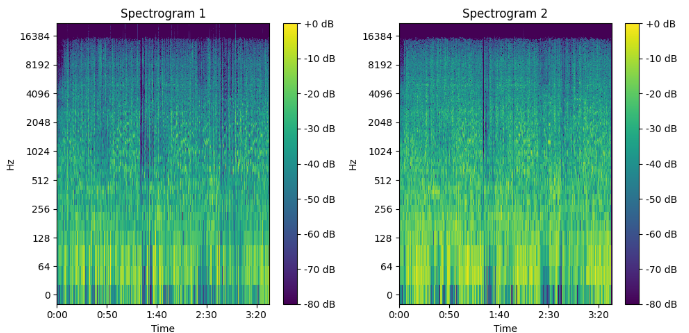 Spectrogram 1
Hz
16384
8192
4096
2048
1024
512
256
128
64
0
0:00
0:50
1:40
2:30
3:20
Time
+0 dB
-10 dB
-20 dB
-30 dB
-40 dB
-50 dB
-60 dB
-70 dB
-80 dB
Spectrogram 2
Hz
16384
8192
4096
2048
1024
512
256
128
64
0
0:00
0:50
1:40
2:30
3:20
Time
+0 dB
-10 dB
-20 dB
-30 dB
-40 dB
-50 dB
-60 dB
-70 dB
-80 dB